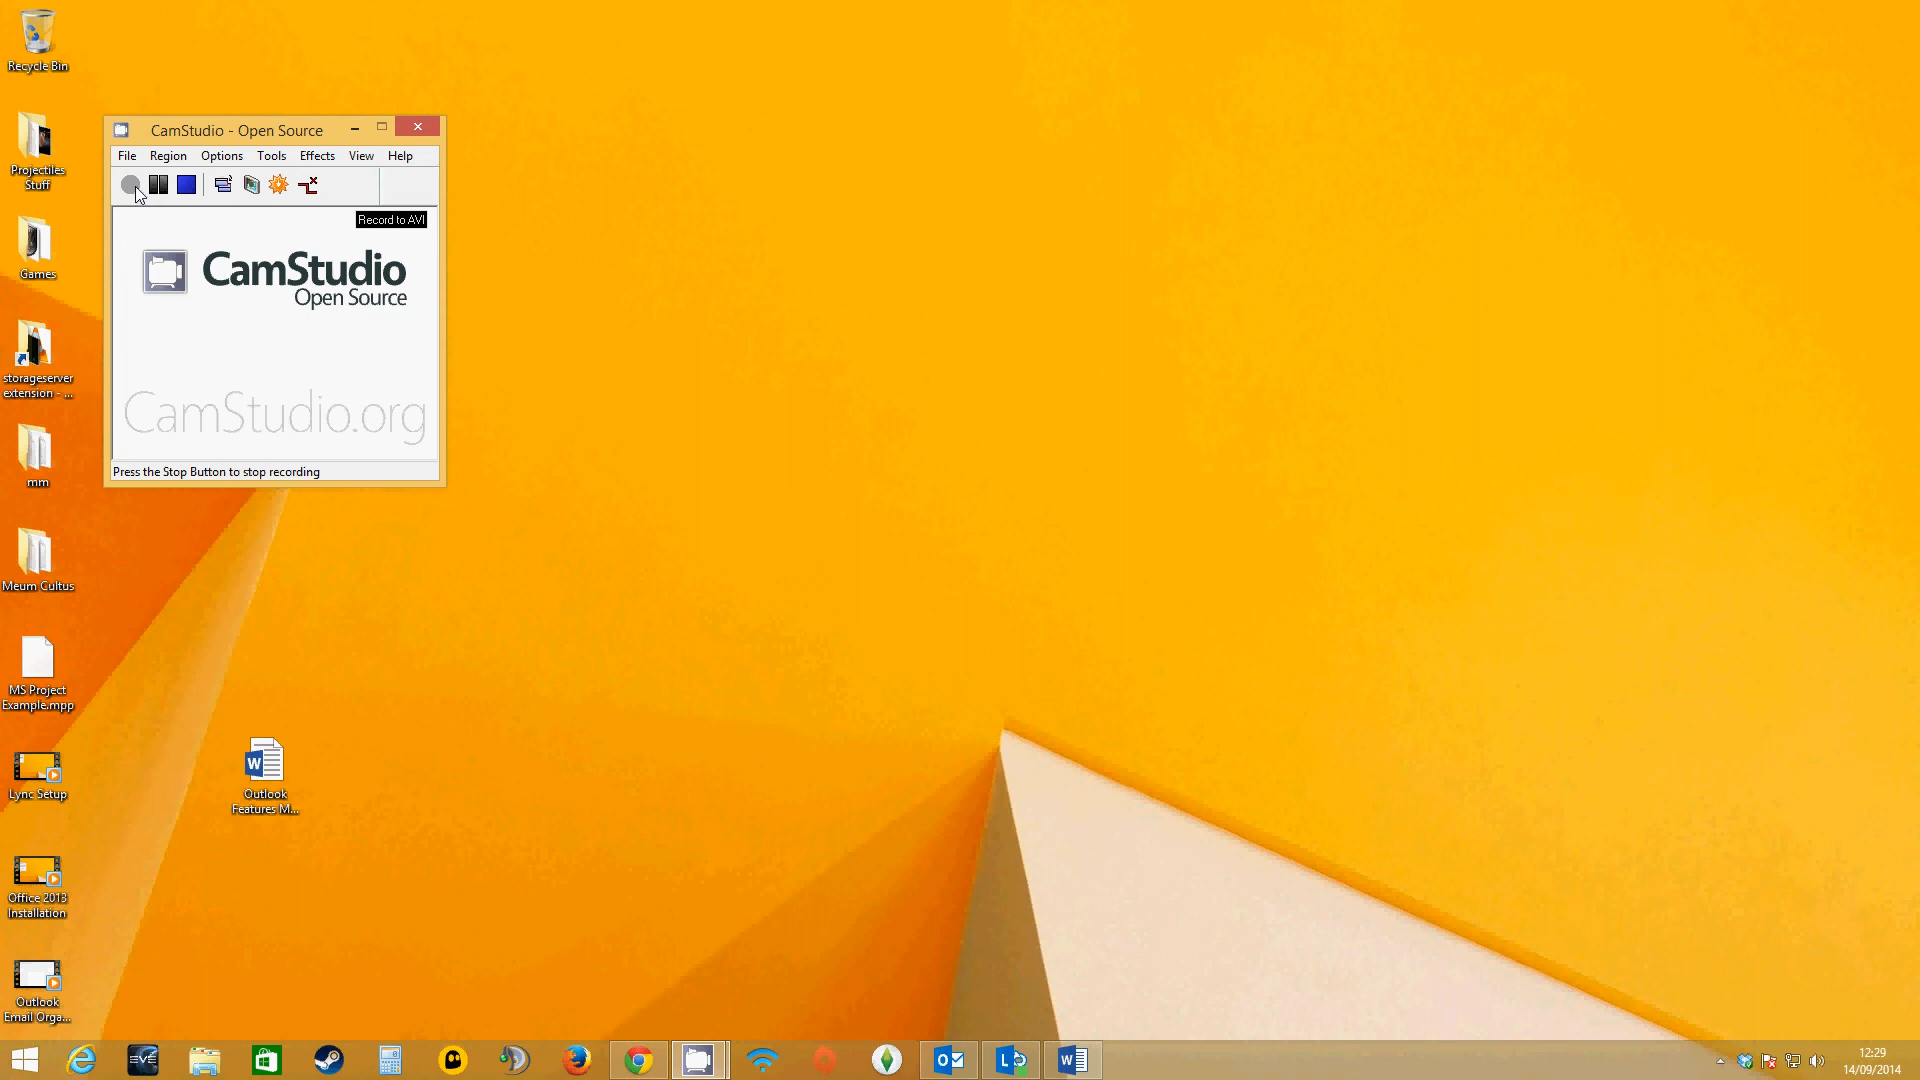 Recycle Bin
Projectiles
Stuff
Games
storageserver
extension - ...
mm
Meum Cultus
MS Project
Example.mpp
Lync Setup
Office 2013
Installation
Outlook
Email Orga...
CamStudio - Open Source
File Region Options Tools Effects View Help
Record to AVI
CamStudio
Open Source
CamStudio.org
Press the Stop Button to stop recording
W
Outlook
Features M...
EVE
O
L
W
12:29
14/09/2014